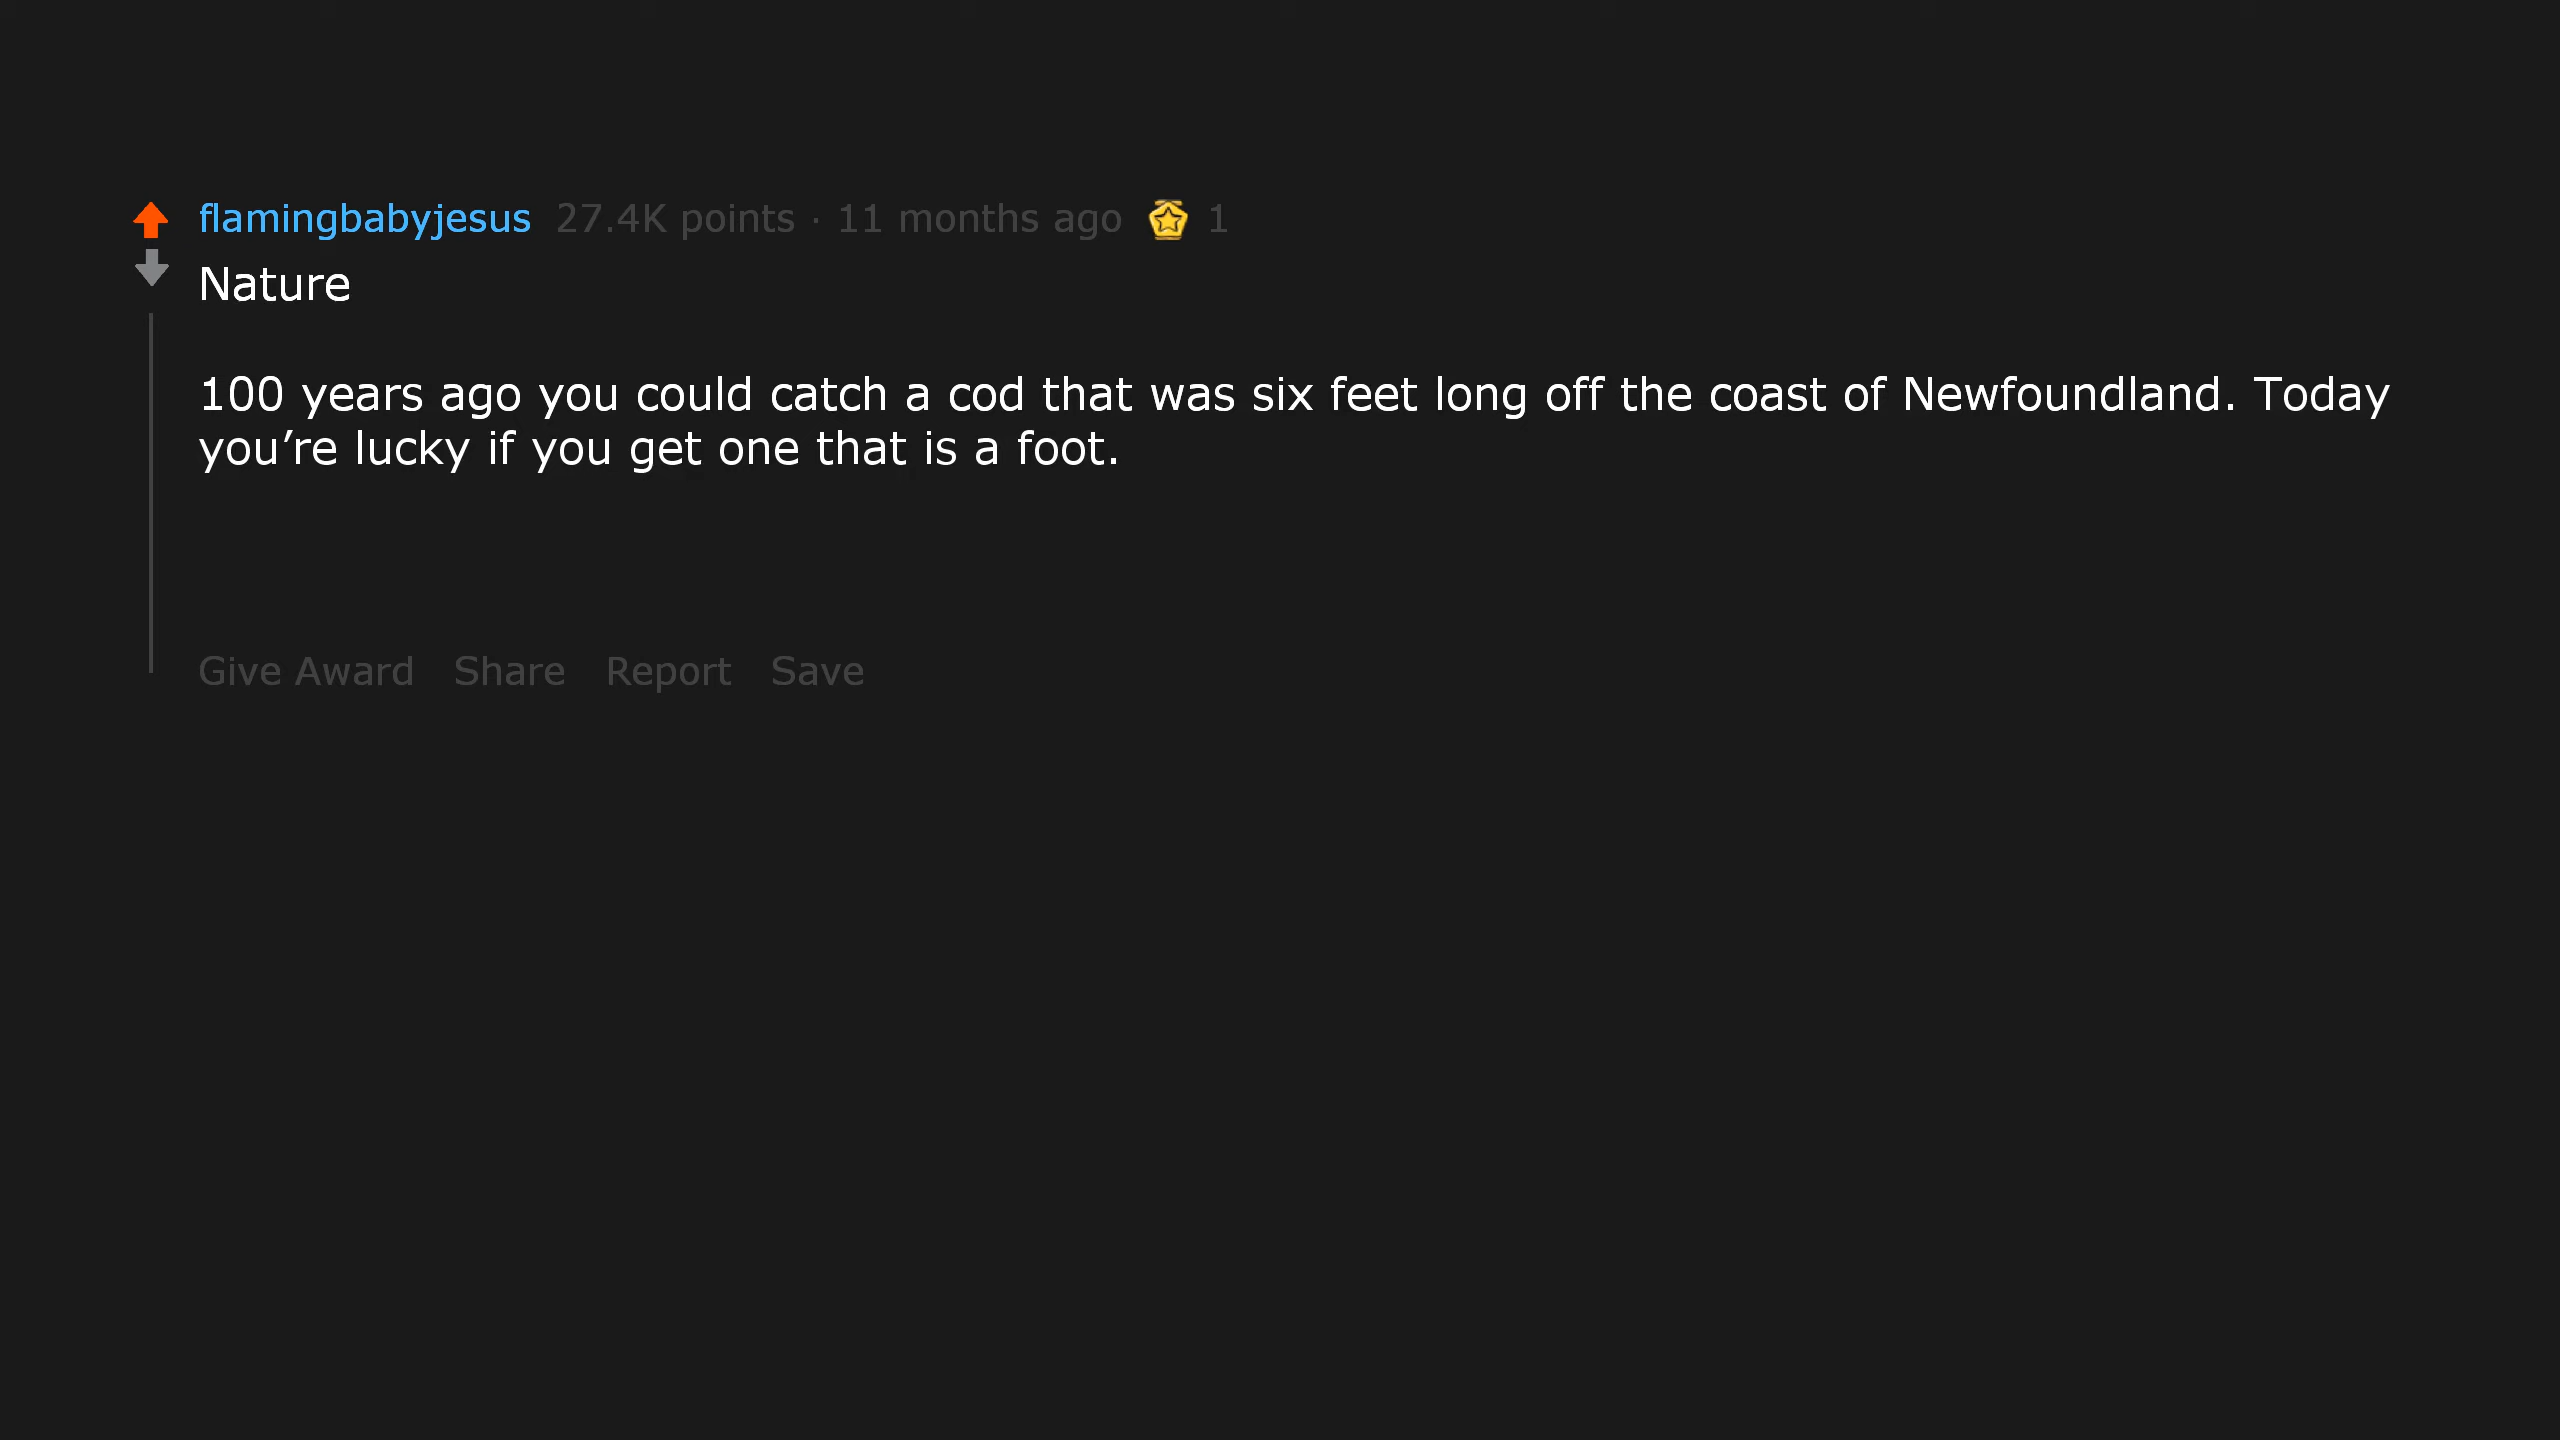 flamingbabyjesus 27.4K points · 11 months ago 1
Nature
100 years ago you could catch a cod that was six feet long off the coast of Newfoundland. Today
you’re lucky if you get one that is a foot.
Give Award Share Report Save